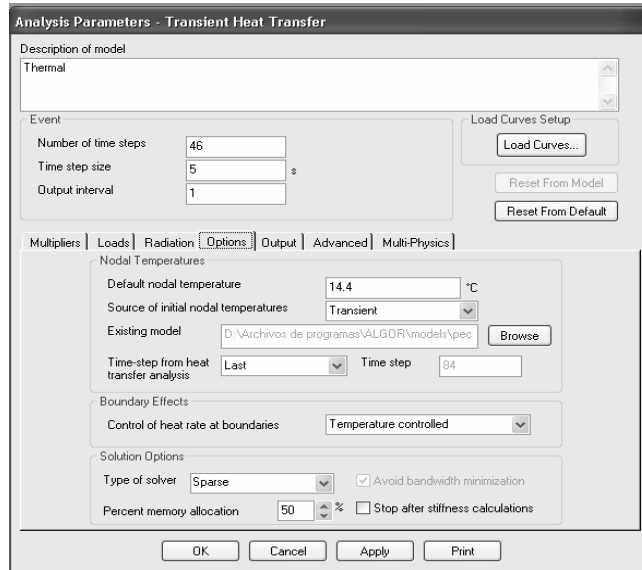 Analysis Parameters - Transient Heat Transfer
Description of model
Thermal
Event
Load Curves Setup
Number of time steps 46
Load Curves...
Time step size 5 s
Output interval 1
Reset From Model
Reset From Default
Multipliers Loads Radiation Options Output Advanced Multi-Physics
Nodal Temperatures
Default nodal temperature 14.4 °C
Source of initial nodal temperatures Transient
Existing model D:\Archivos de programas\ALGOR\models\pec Browse
Time-step from heat
transfer analysis Last Time step 84
Boundary Effects
Control of heat rate at boundaries Temperature controlled
Solution Options
Type of solver Sparse Avoid bandwidth minimization
Percent memory allocation 50 % Stop after stiffness calculations
OK Cancel Apply Print